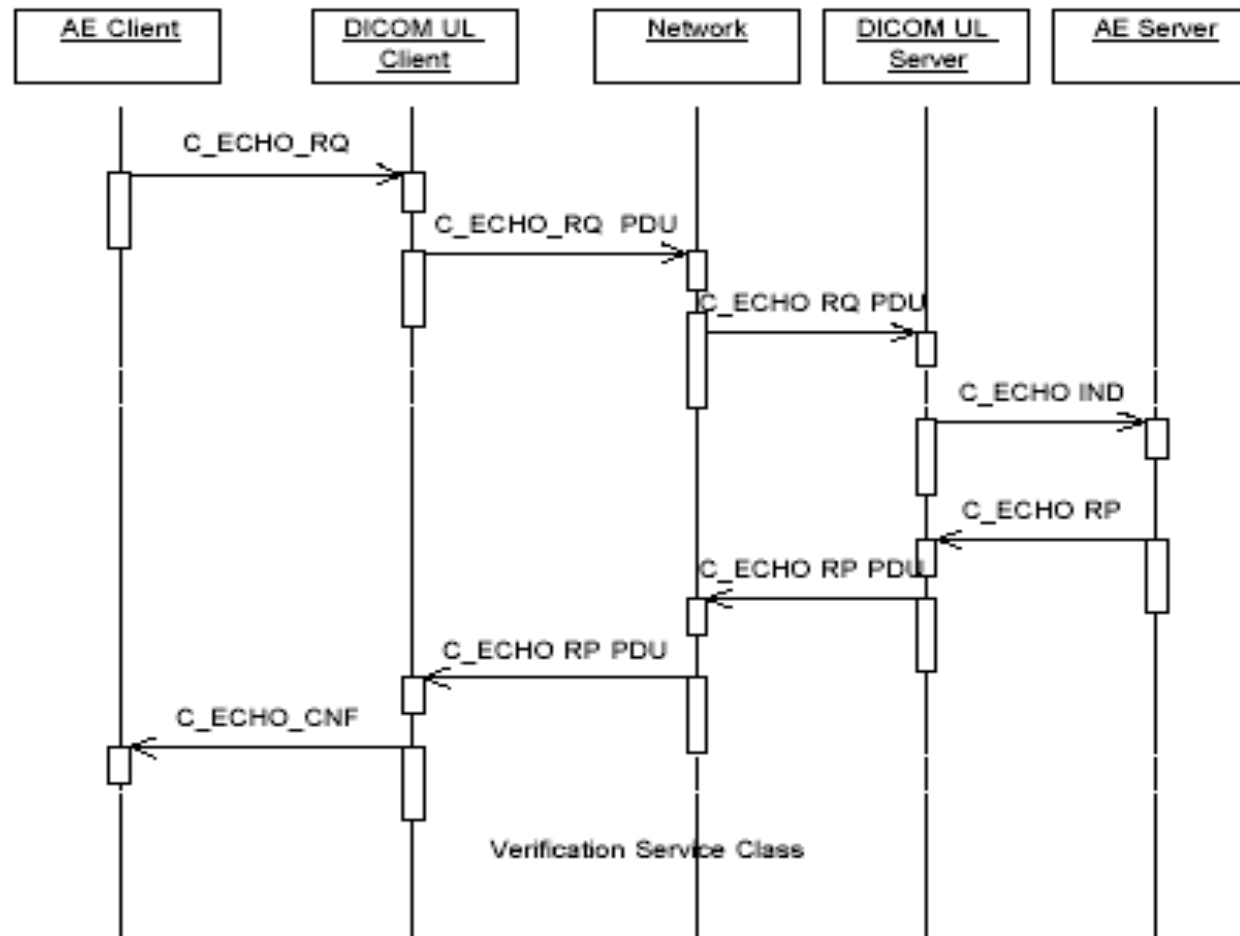 AE Client
DICOM UL
Client
Network
DICOM UL
Server
AE Server
C_ECHO_RQ
C_ECHO_RQ PDU
C_ECHO RQ PDU
C_ECHO IND
C_ECHO RP
C_ECHO RP PDU
C_ECHO RP PDU
C_ECHO_CNF
Verification Service Class